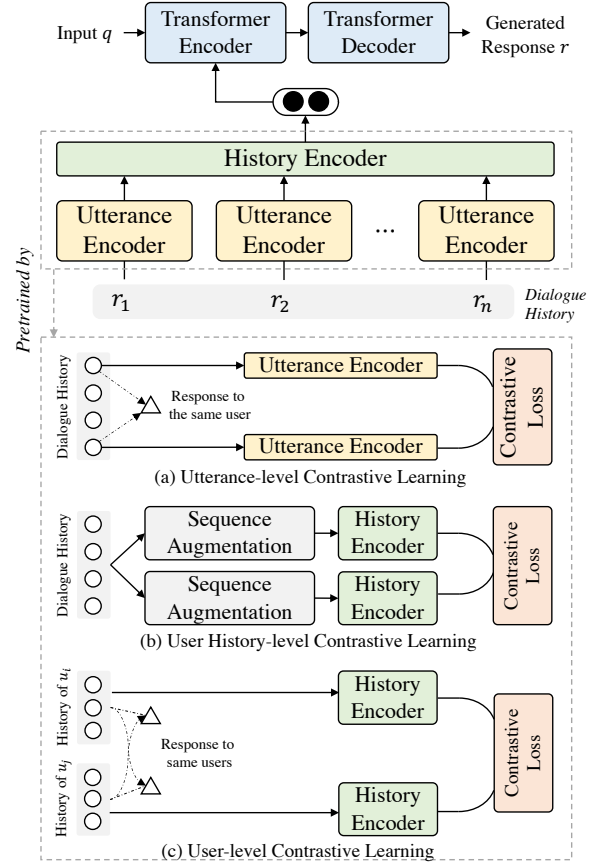 Input q
Transformer
Encoder
Transformer
Decoder
Generated
Response r
History Encoder
Utterance
Encoder
Utterance
Encoder
...
Utterance
Encoder
Pretrained by
r1
r2
rn
Dialogue
History
Dialogue History
Response to
the same user
Utterance Encoder
Utterance Encoder
Contrastive
Loss
(a) Utterance-level Contrastive Learning
Dialogue History
Sequence
Augmentation
Sequence
Augmentation
History
Encoder
History
Encoder
Contrastive
Loss
(b) User History-level Contrastive Learning
History of ui
History of uj
Response to
same users
History
Encoder
History
Encoder
Contrastive
Loss
(c) User-level Contrastive Learning